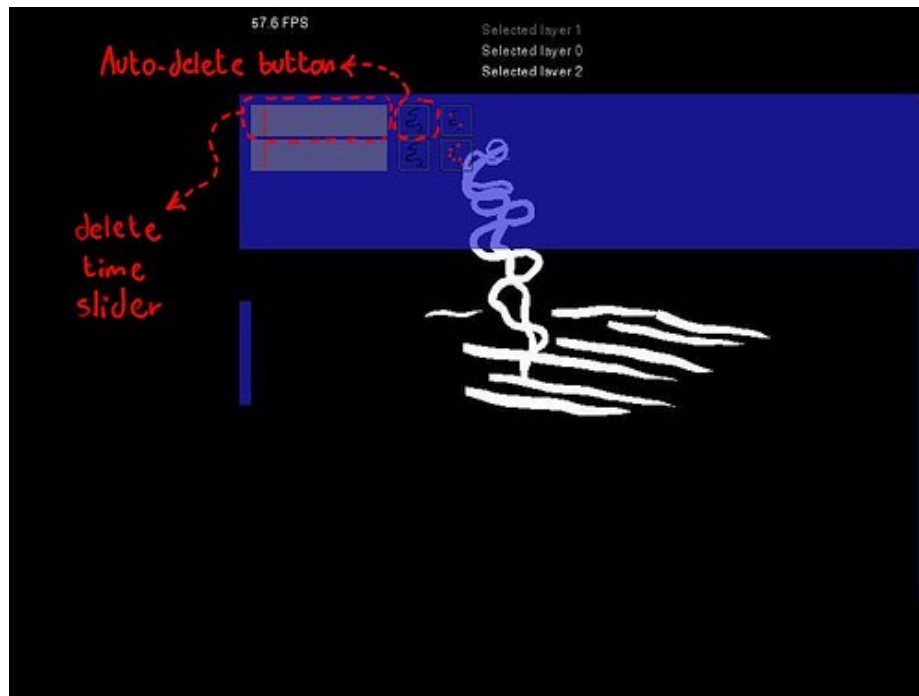 57.6 FPS
Selected layer 1
Selected layer 0
Selected layer 2
Auto-delete button
delete
time
slider